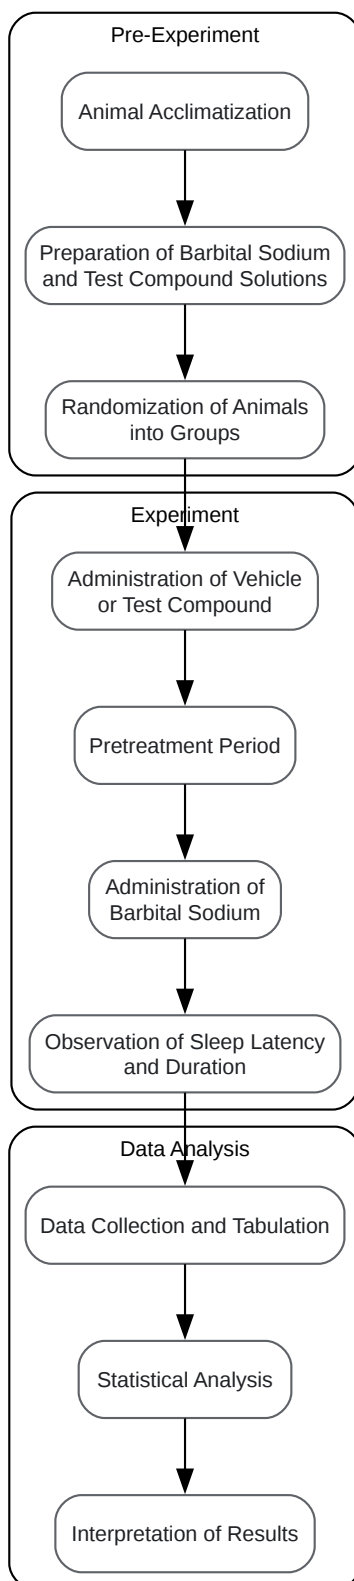 Pre-Experiment
Animal Acclimatization
Preparation of Barbital Sodium
and Test Compound Solutions
Randomization of Animals
into Groups
Experiment
Administration of Vehicle
or Test Compound
Pretreatment Period
Administration of
Barbital Sodium
Observation of Sleep Latency
and Duration
Data Analysis
Data Collection and Tabulation
Statistical Analysis
Interpretation of Results